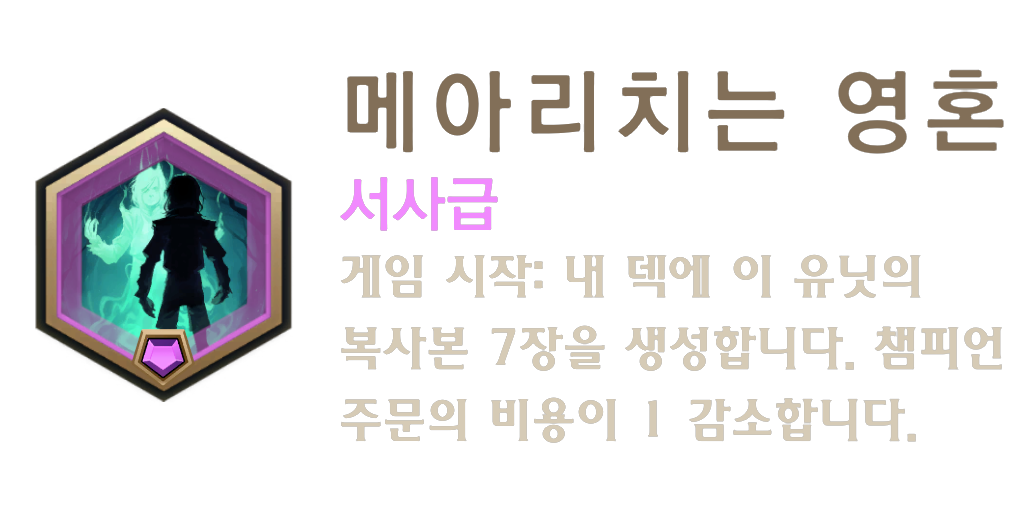 메아리치는 영혼
서사급
게임 시작: 내 덱에 이 유닛의
복사본 7장을 생성합니다. 챔피언
주문의 비용이 1 감소합니다.